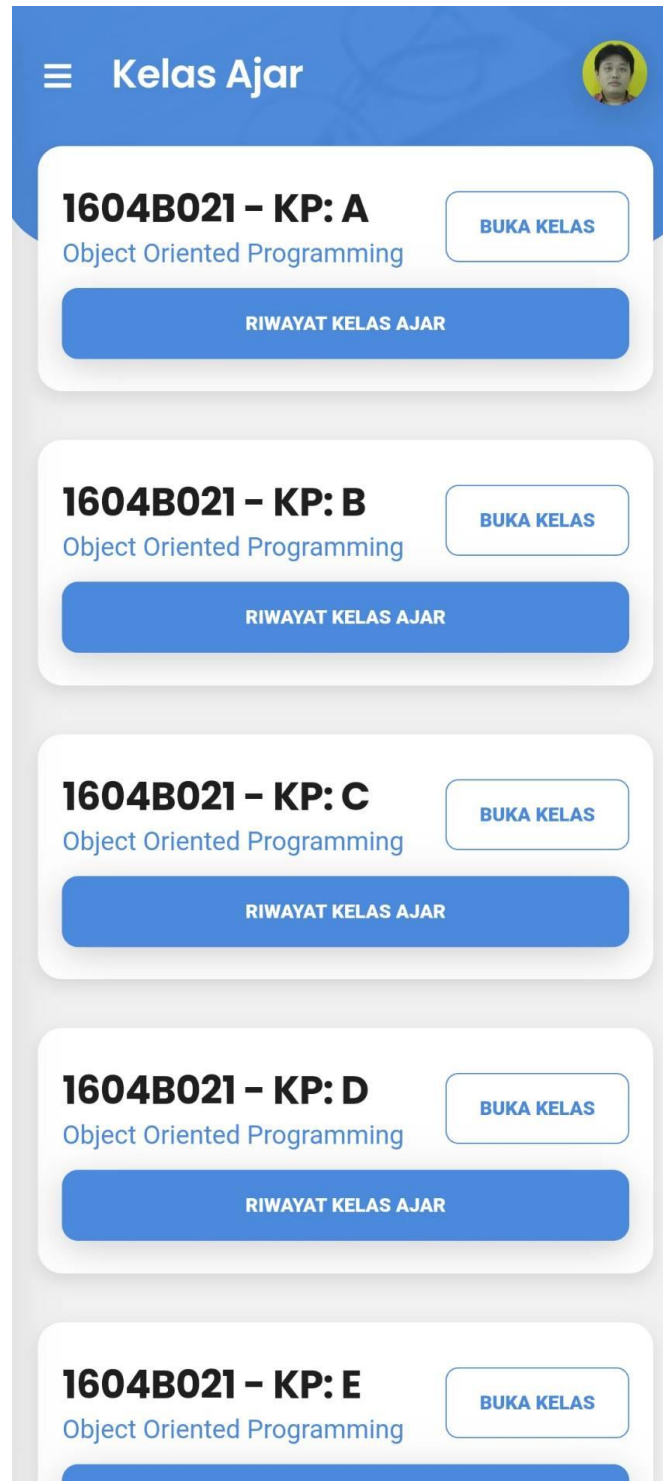 Kelas Ajar
1604B021 - KP: A
BUKA KELAS
Object Oriented Programming
RIWAYAT KELAS AJAR
1604B021 - KP: B
BUKA KELAS
Object Oriented Programming
RIWAYAT KELAS AJAR
1604B021 - KP: C
BUKA KELAS
Object Oriented Programming
RIWAYAT KELAS AJAR
1604B021 - KP: D
BUKA KELAS
Object Oriented Programming
RIWAYAT KELAS AJAR
1604B021 - KP: E
BUKA KELAS
Object Oriented Programming